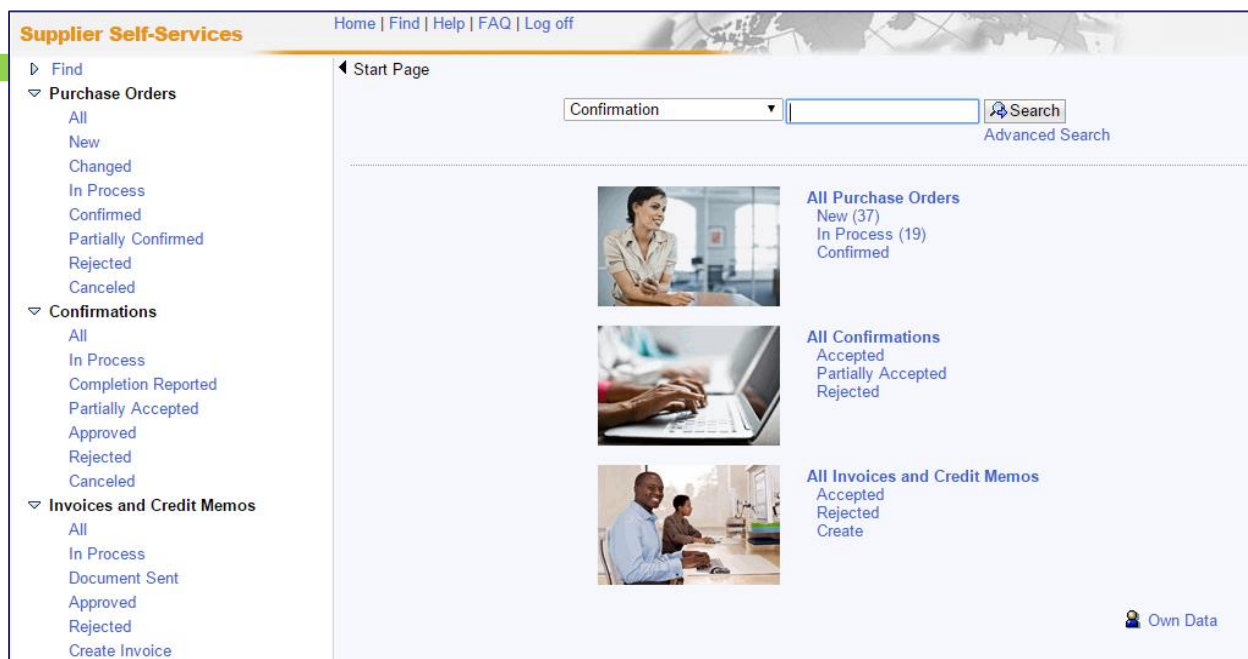 Supplier Self-Services
Home | Find | Help | FAQ | Log off
Find
Purchase Orders
All
New
Changed
In Process
Confirmed
Partially Confirmed
Rejected
Canceled
Confirmations
All
In Process
Completion Reported
Partially Accepted
Approved
Rejected
Canceled
Invoices and Credit Memos
All
In Process
Document Sent
Approved
Rejected
Create Invoice
Start Page
Confirmation Search
Advanced Search
All Purchase Orders
New (37)
In Process (19)
Confirmed
All Confirmations
Accepted
Partially Accepted
Rejected
All Invoices and Credit Memos
Accepted
Rejected
Create
Own Data